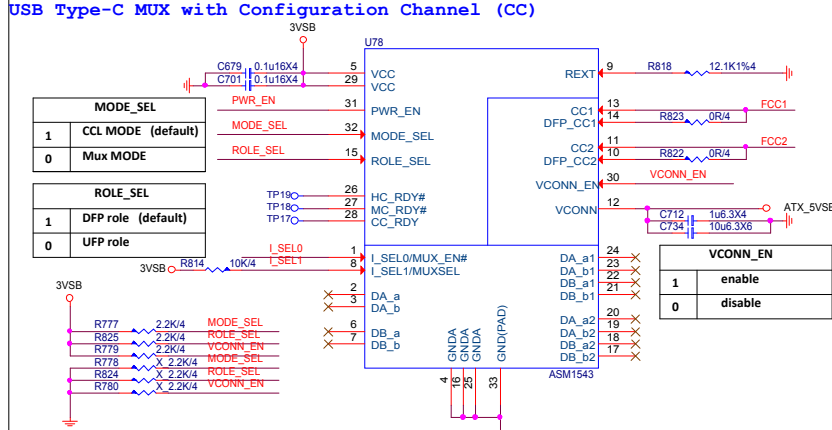 USB Type-C MUX with Configuration Channel (CC)
3VSB
U78
C679 0.1u16X4
C701 0.1u16X4
5 VCC
29 VCC
PWR_EN 31 PWR_EN
MODE_SEL 32 MODE_SEL
ROLE_SEL 15 ROLE_SEL
TP19 26 HC_RDY#
TP18 27 MC_RDY#
TP17 28 CC_RDY
I_SEL0 1 I_SEL0/MUX_EN#
3VSB R814 10K/4 I_SEL1 8 I_SEL1/MUXSEL
2 DA_a
3 DA_b
6 DB_a
7 DB_b
REXT 9 R818 12.1K1%4
CC1 13 FCC1
DFP_CC1 14 R823 0R/4
CC2 11 FCC2
DFP_CC2 10 R822 0R/4
VCONN_EN 30 VCONN_EN
VCONN 12 ATX_5VSB
C712 1u6.3X4
C734 10u6.3X6
DA_a1 24
DA_b1 23
DB_a1 22
DB_b1 21
DA_a2 20
DA_b2 19
DB_a2 18
DB_b2 17
GNDA GNDA GNDA GND(PAD)
4 16 25 33
ASM1543
MODE_SEL
1 CCL MODE (default)
0 Mux MODE
ROLE_SEL
1 DFP role (default)
0 UFP role
VCONN_EN
1 enable
0 disable
3VSB
R777 2.2K/4 MODE_SEL
R825 2.2K/4 ROLE_SEL
R779 2.2K/4 VCONN_EN
R778 X_2.2K/4 MODE_SEL
R824 X_2.2K/4 ROLE_SEL
R780 X_2.2K/4 VCONN_EN